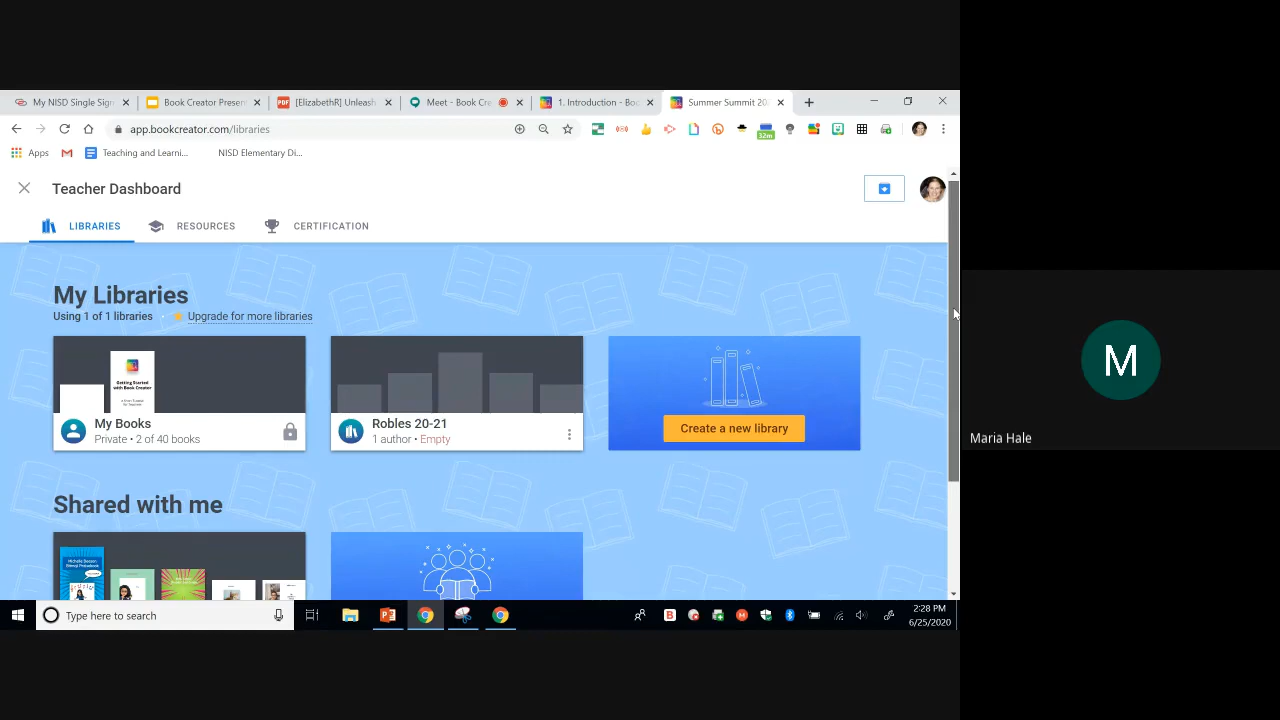 My NISD Single Sign
Book Creator Presen
[ElizabethR] Unleash
Meet - Book Cre
1. Introduction - Boo
Summer Summit 20
app.bookcreator.com/libraries
32m
Apps
Teaching and Learni...
NISD Elementary Di...
Teacher Dashboard
LIBRARIES
RESOURCES
CERTIFICATION
My Libraries
Using 1 of 1 libraries
Upgrade for more libraries
Getting Started
with Book Creator
My Books
Private • 2 of 40 books
Robles 20-21
1 author • Empty
Create a new library
Shared with me
M
Maria Hale
Type here to search
2:28 PM
6/25/2020